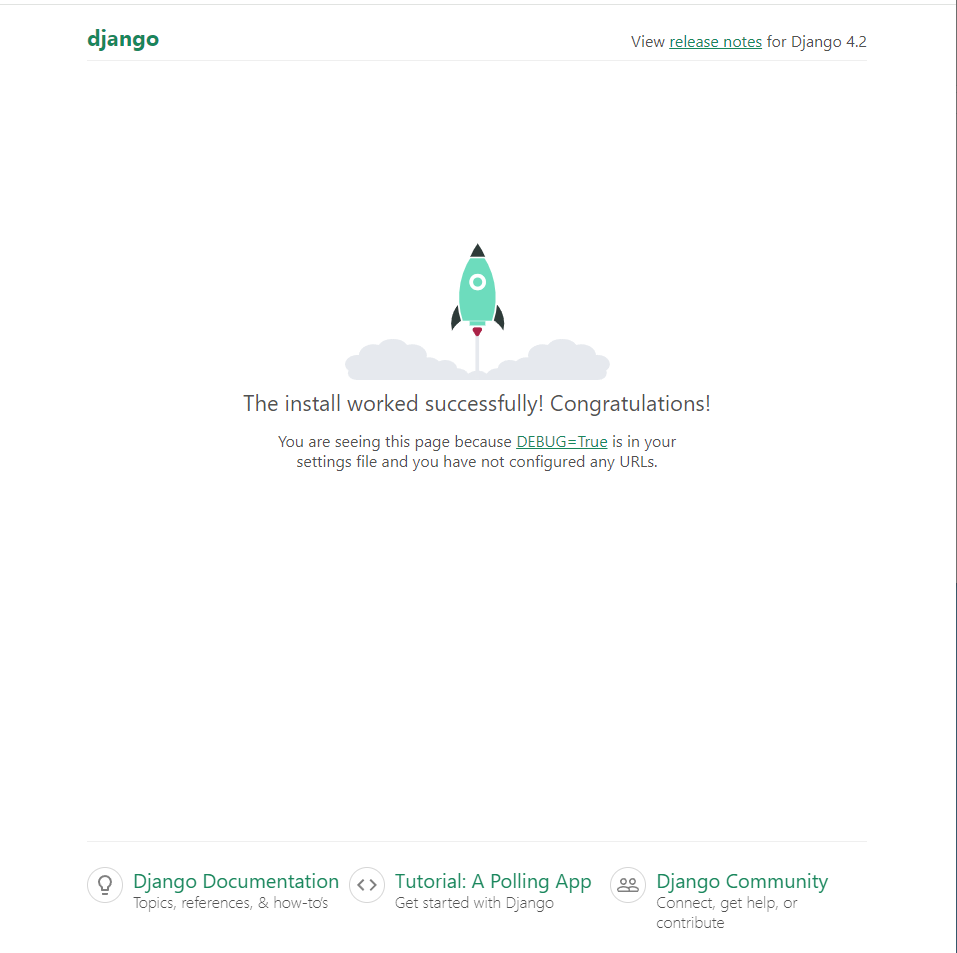 django
View release notes for Django 4.2
The install worked successfully! Congratulations!
You are seeing this page because DEBUG=True is in your
settings file and you have not configured any URLs.
Django Documentation
Topics, references, & how-to's
Tutorial: A Polling App
Get started with Django
Django Community
Connect, get help, or
contribute